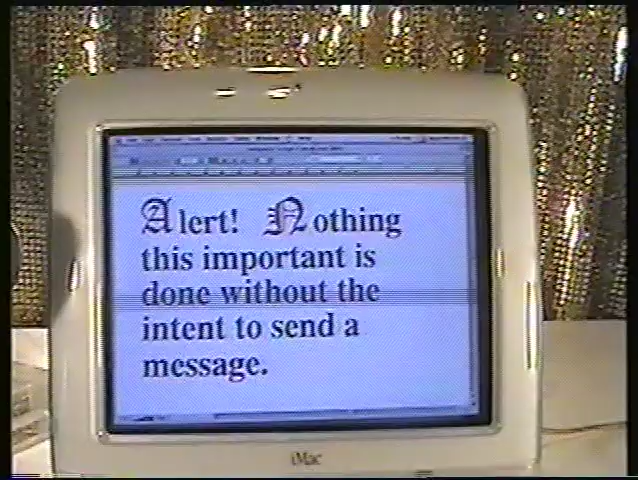 Alert! Nothing
this important is
done without the
intent to send a
message.
iMac